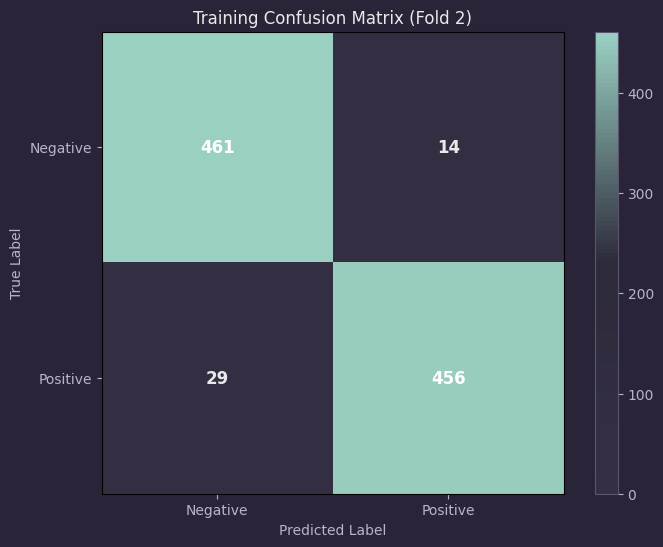 Training Confusion Matrix (Fold 2)
True Label
Negative
461
14
Positive
29
456
Negative
Positive
Predicted Label
400
300
200
100
0